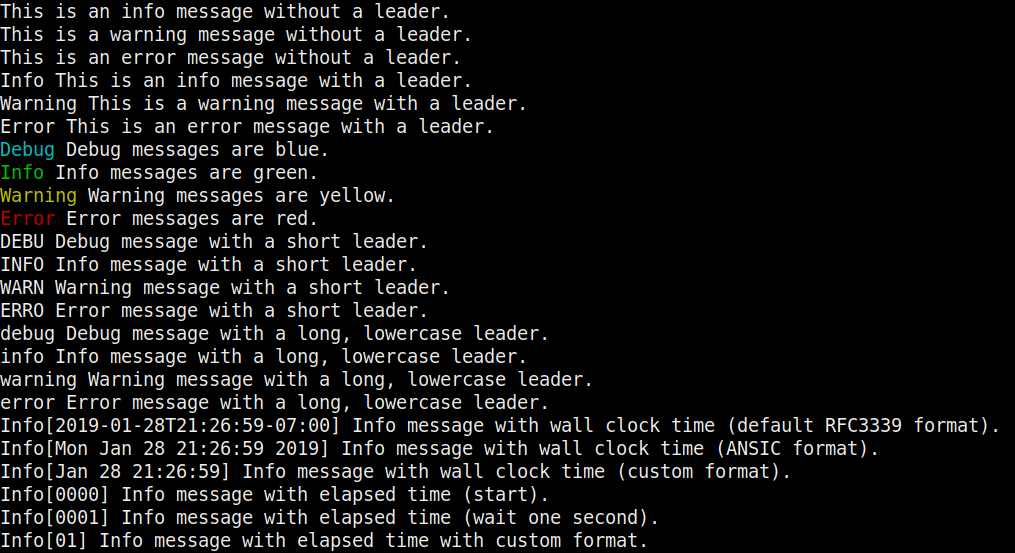 This is an info message without a leader.
This is a warning message without a leader.
This is an error message without a leader.
Info This is an info message with a leader.
Warning This is a warning message with a leader.
Error This is an error message with a leader.
Debug Debug messages are blue.
Info Info messages are green.
Warning Warning messages are yellow.
Error Error messages are red.
DEBU Debug message with a short leader.
INFO Info message with a short leader.
WARN Warning message with a short leader.
ERRO Error message with a short leader.
debug Debug message with a long, lowercase leader.
info Info message with a long, lowercase leader.
warning Warning message with a long, lowercase leader.
error Error message with a long, lowercase leader.
Info[2019-01-28T21:26:59-07:00] Info message with wall clock time (default RFC3339 format).
Info[Mon Jan 28 21:26:59 2019] Info message with wall clock time (ANSIC format).
Info[Jan 28 21:26:59] Info message with wall clock time (custom format).
Info[0000] Info message with elapsed time (start).
Info[0001] Info message with elapsed time (wait one second).
Info[01] Info message with elapsed time with custom format.